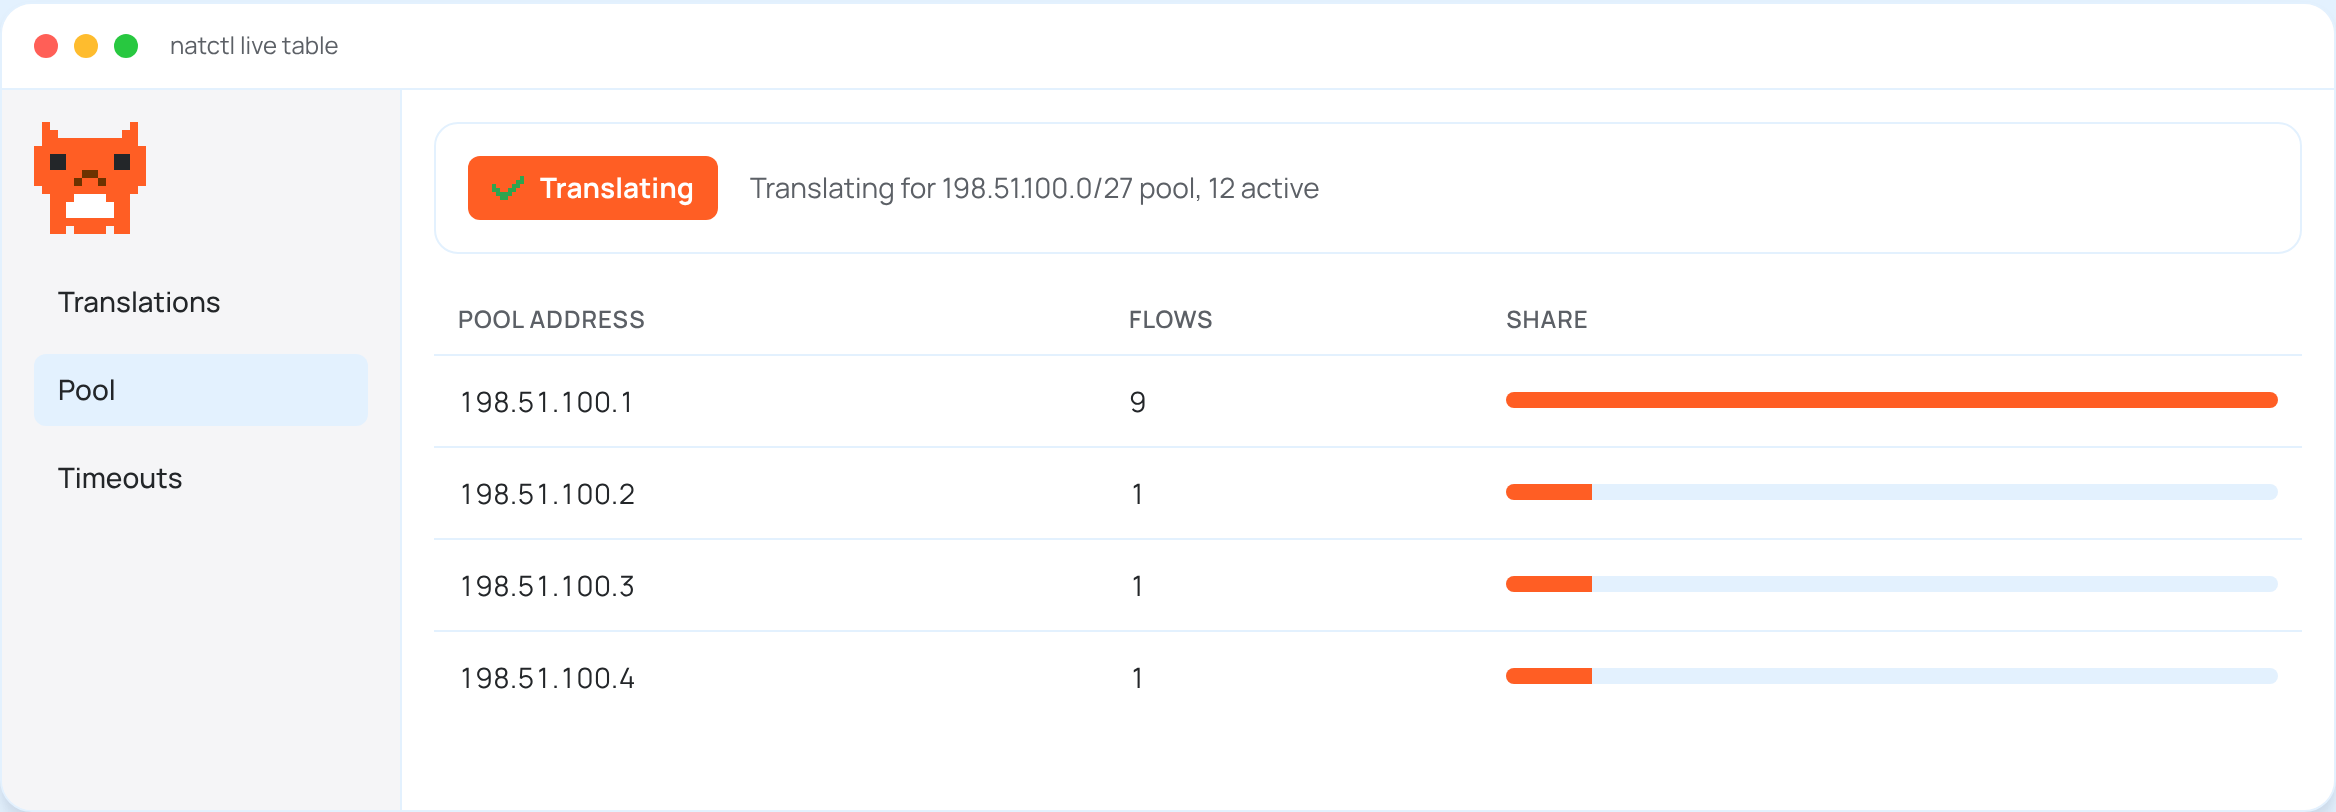 natctl live table
Translations
Pool
Timeouts
Translating
Translating for 198.51.100.0/27 pool, 12 active
POOL ADDRESS FLOWS SHARE
198.51.100.1 9
198.51.100.2 1
198.51.100.3 1
198.51.100.4 1